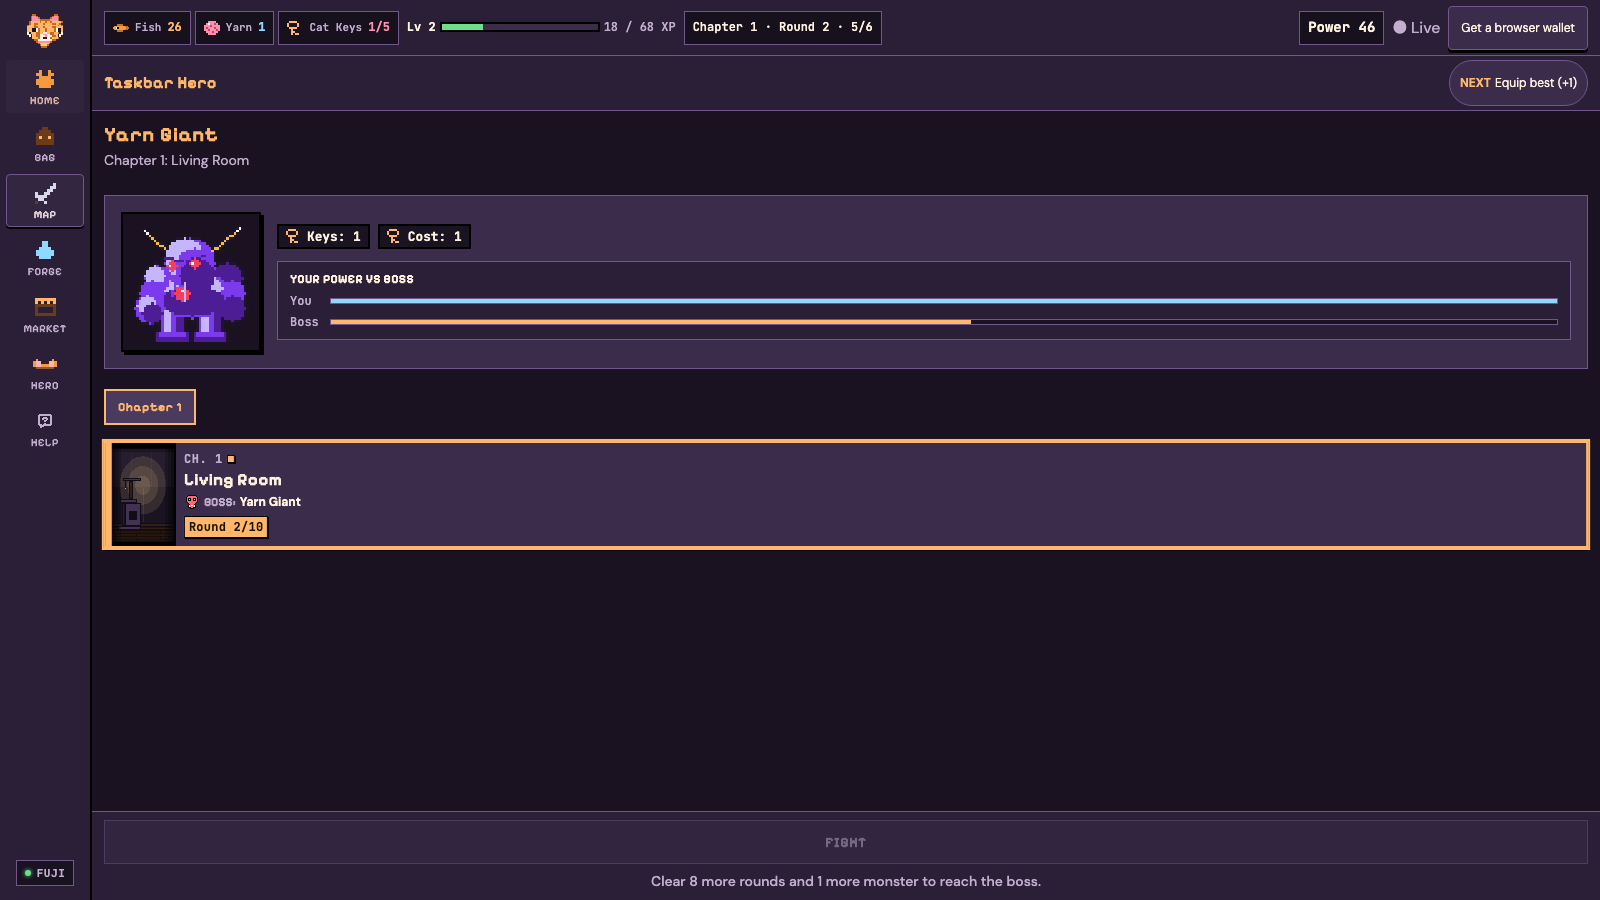 Fish 26
Yarn 1
Cat Keys 1/5
Lv 2
18 / 68 XP
Chapter 1 · Round 2 · 5/6
Power 46
Live
Get a browser wallet
HOME
BAG
MAP
FORGE
MARKET
HERO
HELP
FUJI
Taskbar Hero
NEXT Equip best (+1)
Yarn Giant
Chapter 1: Living Room
Keys: 1
Cost: 1
YOUR POWER VS BOSS
You
Boss
Chapter 1
CH. 1
Living Room
BOSS: Yarn Giant
Round 2/10
FIGHT
Clear 8 more rounds and 1 more monster to reach the boss.